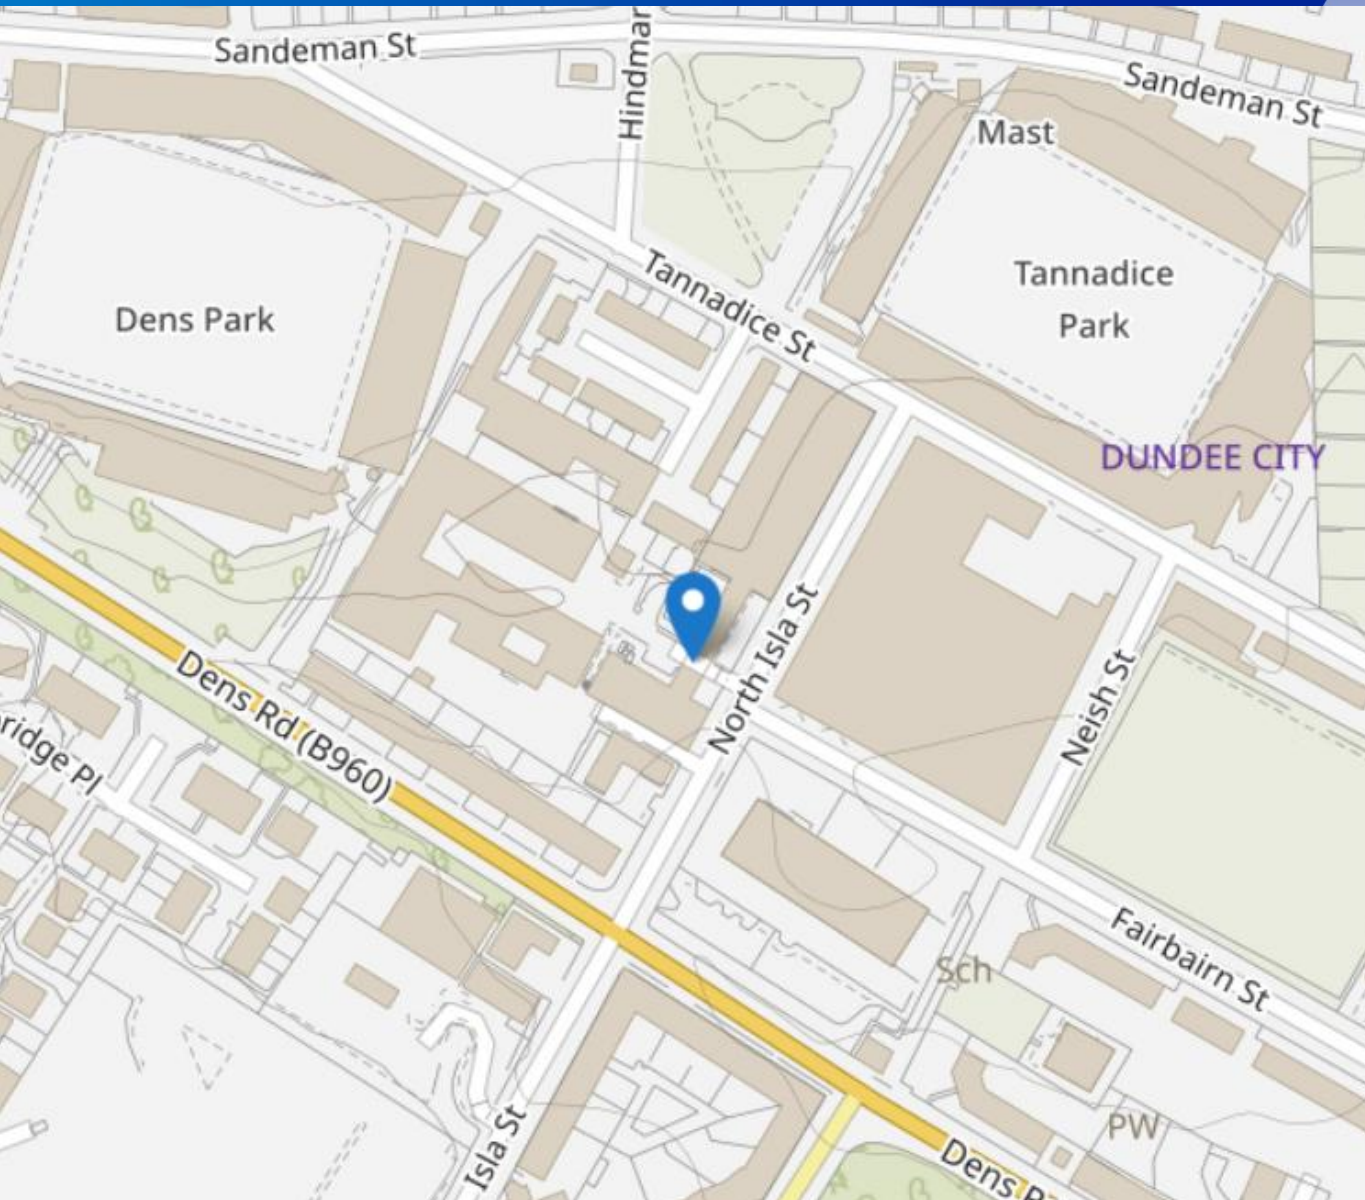 Sandeman St
Hindmar
Sandeman St
Mast
Tannadice
Park
Dens Park
Tannadice St
DUNDEE CITY
North Isla St
Neish St
Dens Rd (B960)
ridge Pl
Fairbairn St
Sch
PW
Isla St
Dens R